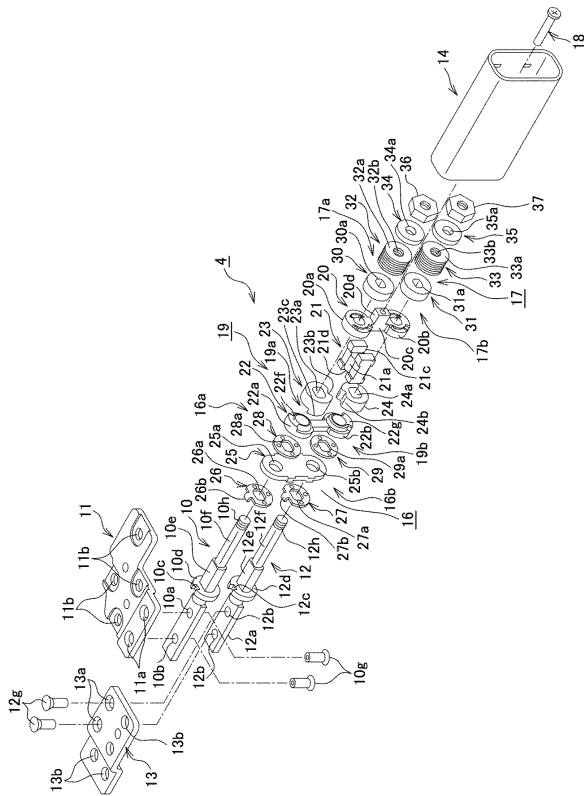 18
14
36
34a
34
32b
32a
32
17a
30a
30
20
20a
20d
21
23c
23a
23
19a
19
4
22f
22
22a
16a
28
28a
25a
25
26a
26
26b
37
35a
35
33b
33a
33
17
31a
31
17b
20b
20c
21c
21a
21d
23b
24a
24
24b
22g
22b
19b
29
29a
25b
16b
16
27
27a
27b
11
11b
11b
11a
10
10h
10f
10e
10d
10c
10a
10b
12f
12e
12h
12
12d
12c
12b
12a
12b
10g
12g
13a
13b
13b
13